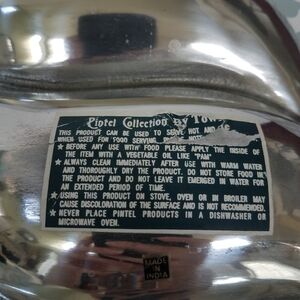 Pintel Collection by Tow
THIS PRODUCT CAN BE USED TO SERVE HOT AND
WHEN USED FOR FOOD SERVING,
★ BEFORE ANY USE WITH FOOD PLEASE APPLY THE INSIDE OF
THE ITEM WITH A VEGETABLE OIL LIKE "PAM"
★ ALWAYS CLEAN IMMEDIATELY AFTER USE WITH WARM WATER
AND THOROUGHLY DRY THE PRODUCT. DO NOT STORE FOOD IN
THE PRODUCT AND DO NOT LEAVE IT EMERGED IN WATER FOR
AN EXTENDED PERIOD OF TIME.
★ USING THIS PRODUCT ON STOVE, OVEN OR IN BROILER MAY
CAUSE DISCOLORATION OF THE SURFACE AND IS NOT RECOMMENDED.
★ NEVER PLACE PINTEL PRODUCTS IN A DISHWASHER OR
MICROWAVE OVEN.
MADE
IN
INDIA